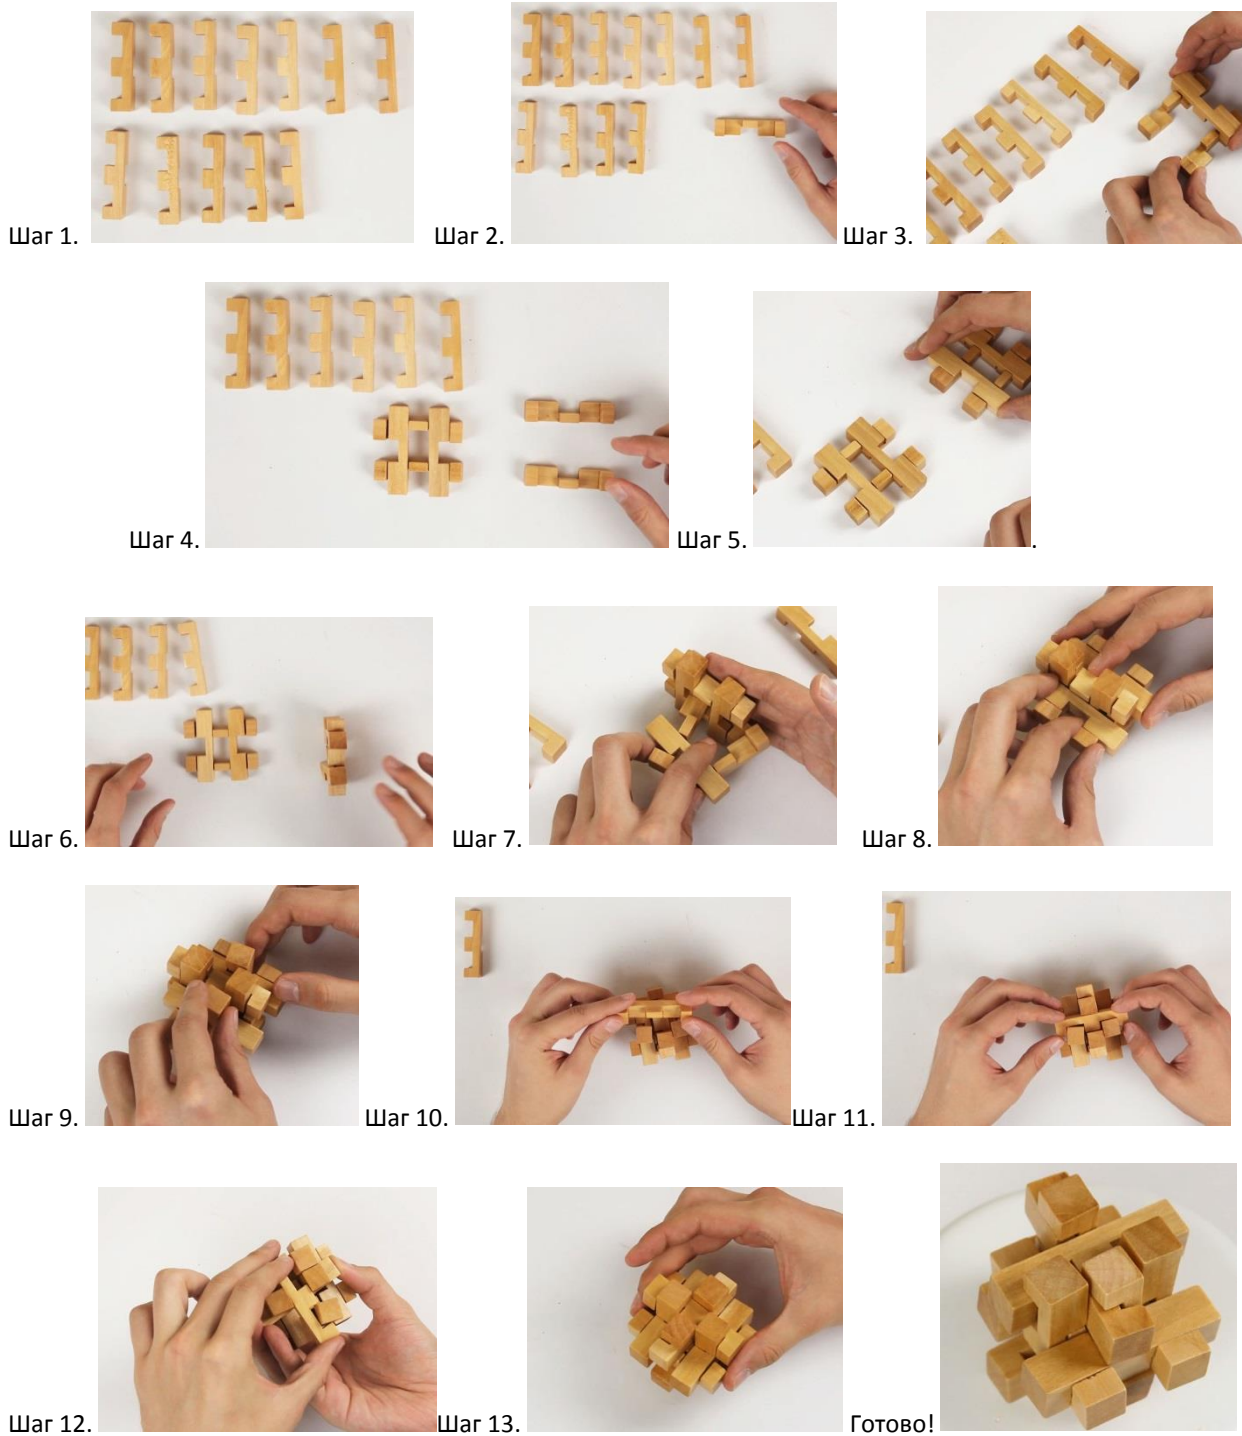 Шаг 1. Шаг 2. Шаг 3.
Шаг 4. Шаг 5. .
Шаг 6. Шаг 7. Шаг 8.
Шаг 9. Шаг 10. Шаг 11.
Шаг 12. Шаг 13. Готово!